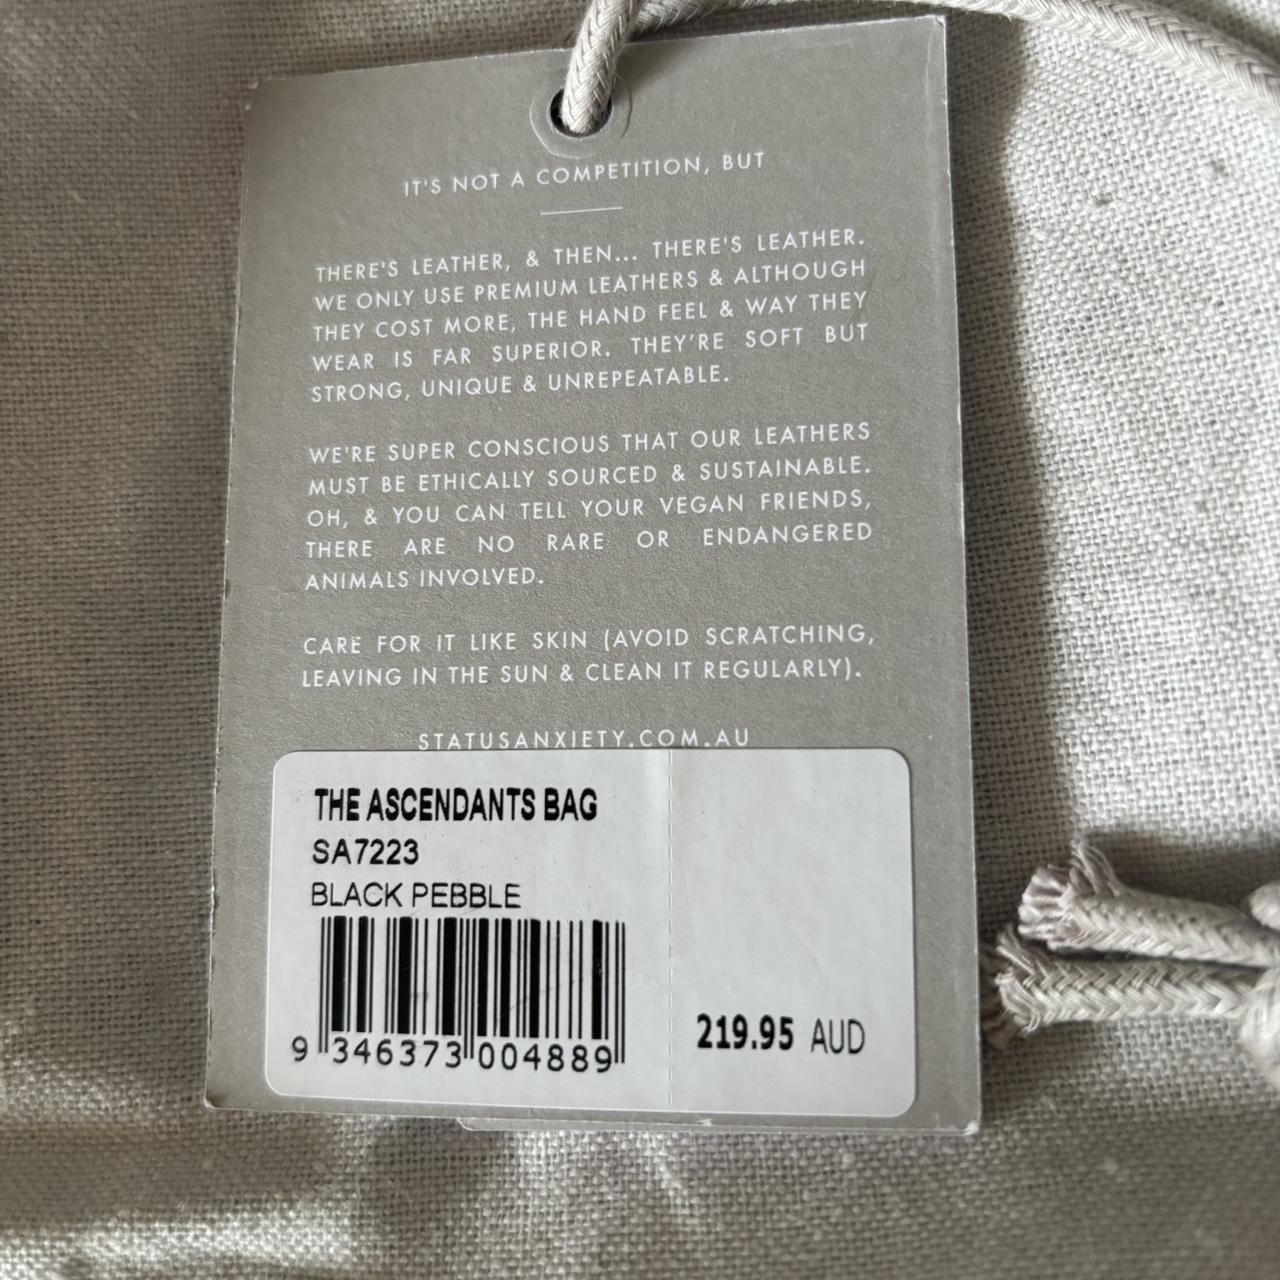 IT'S NOT A COMPETITION, BUT
THERE'S LEATHER, & THEN... THERE'S LEATHER.
WE ONLY USE PREMIUM LEATHERS & ALTHOUGH
THEY COST MORE, THE HAND FEEL & WAY THEY
WEAR IS FAR SUPERIOR. THEY'RE SOFT BUT
STRONG, UNIQUE & UNREPEATABLE.
WE'RE SUPER CONSCIOUS THAT OUR LEATHERS
MUST BE ETHICALLY SOURCED & SUSTAINABLE.
OH, & YOU CAN TELL YOUR VEGAN FRIENDS,
THERE ARE NO RARE OR ENDANGERED
ANIMALS INVOLVED.
CARE FOR IT LIKE SKIN (AVOID SCRATCHING,
LEAVING IN THE SUN & CLEAN IT REGULARLY).
STATUSANXIETY.COM.AU
THE ASCENDANTS BAG
SA7223
BLACK PEBBLE
9 346373 004889
219.95 AUD